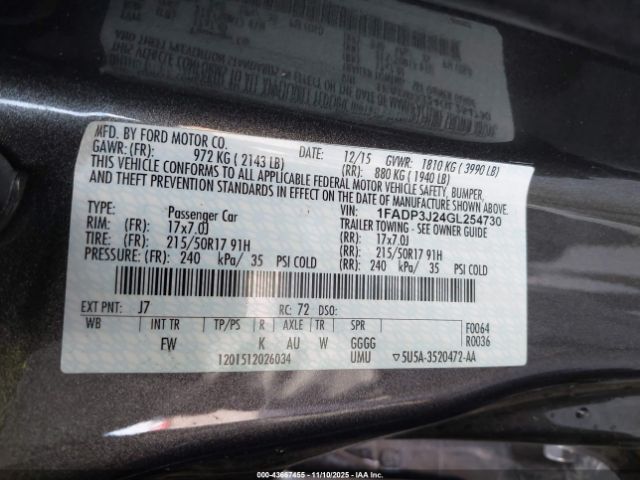 MFD. BY FORD MOTOR CO.
DATE: 12/15 GVWR: 1810 KG ( 3990 LB)
GAWR: (FR): 972 KG ( 2143 LB) (RR): 880 KG ( 1940 LB)
THIS VEHICLE CONFORMS TO ALL APPLICABLE FEDERAL MOTOR VEHICLE SAFETY, BUMPER,
AND THEFT PREVENTION STANDARDS IN EFFECT ON THE DATE OF MANUFACTURE SHOWN ABOVE.
VIN: 1FADP3J24GL254730
TYPE: Passenger Car TRAILER TOWING - SEE OWNER GUIDE
RIM: (FR): 17x7.0J (RR): 17x7.0J
TIRE: (FR): 215/50R17 91H (RR): 215/50R17 91H
PRESSURE: (FR): 240 kPa/ 35 PSI COLD (RR): 240 kPa/ 35 PSI COLD
EXT PNT: J7 RC: 72 DSO:
WB INT TR TP/PS R AXLE TR SPR F0064
FW K AU W GGGG R0036
1201512026034 UMU ▽5U5A-3520472-AA
000-43667455 - 11/10/2025 - IAA Inc.